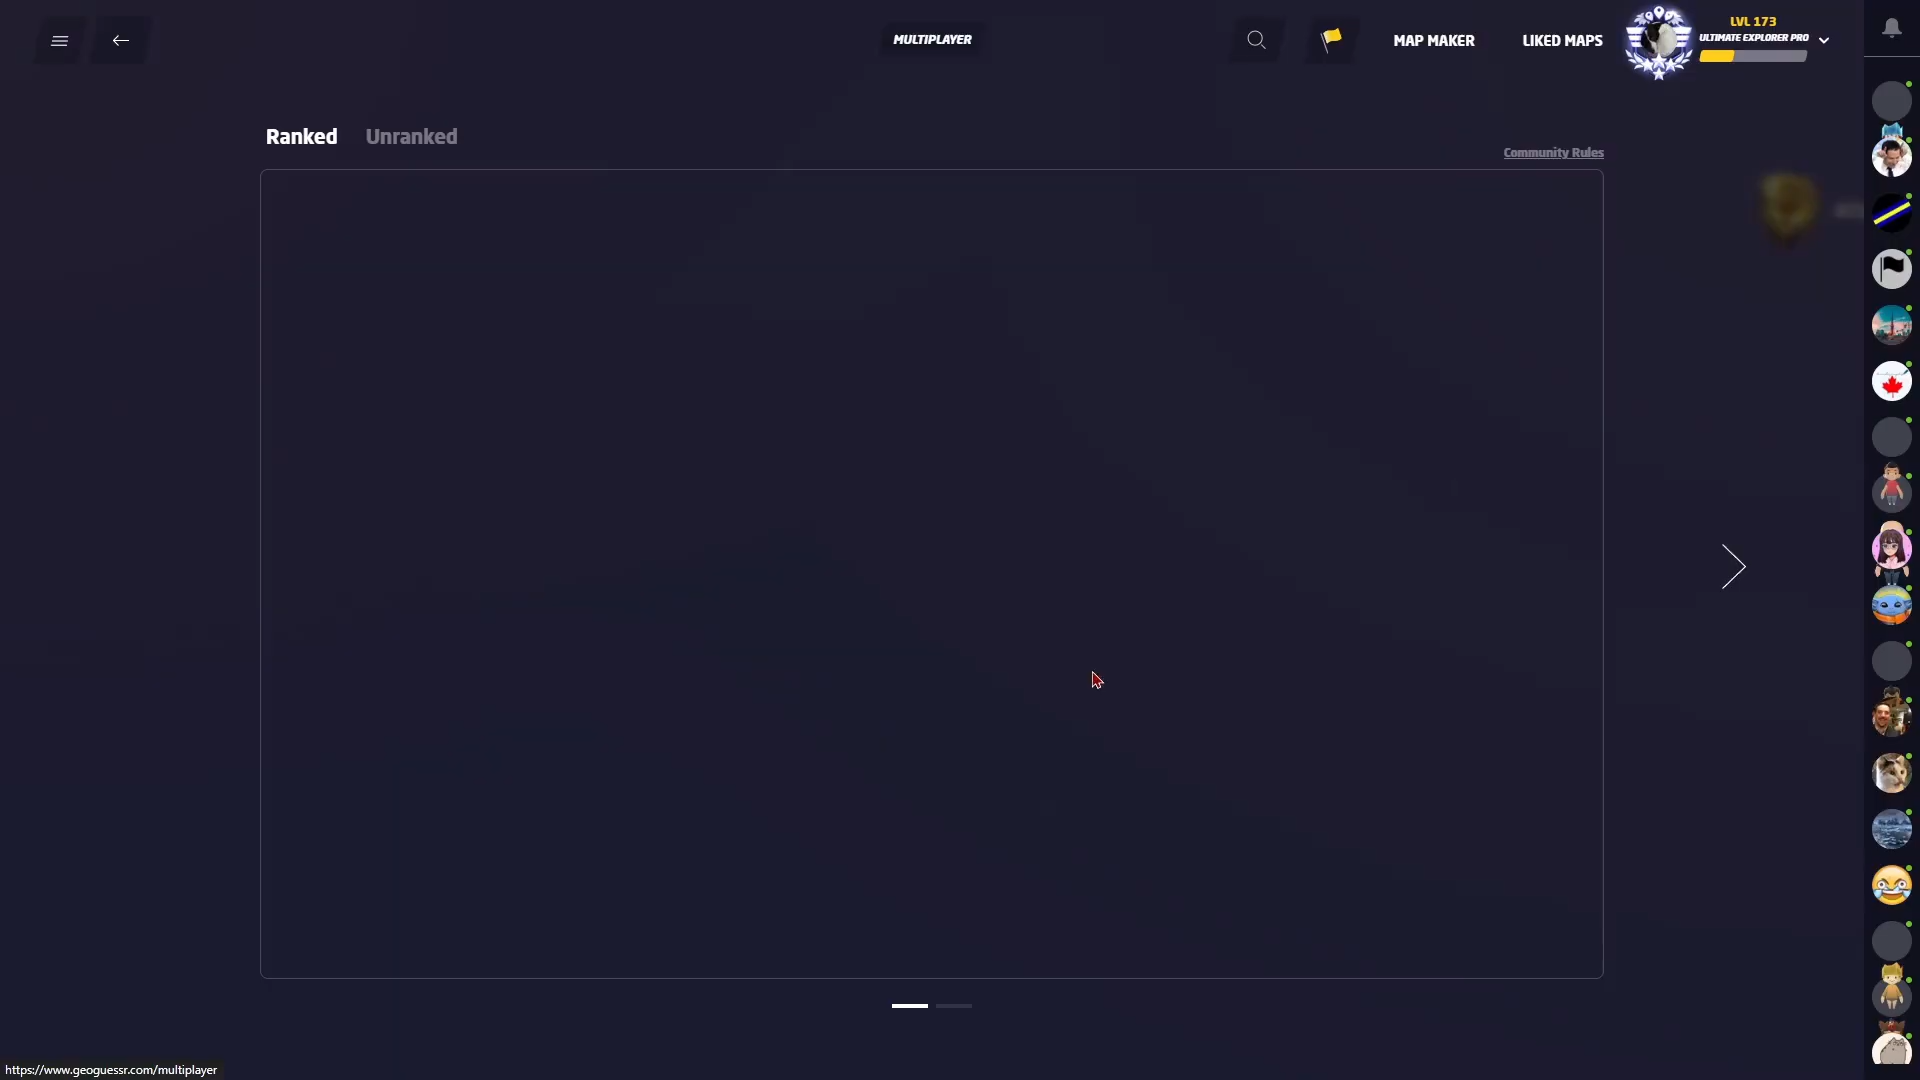 MULTIPLAYER
MAP MAKER
LIKED MAPS
LVL 173
ULTIMATE EXPLORER PRO
Ranked
Unranked
Community Rules
https://www.geoguessr.com/multiplayer